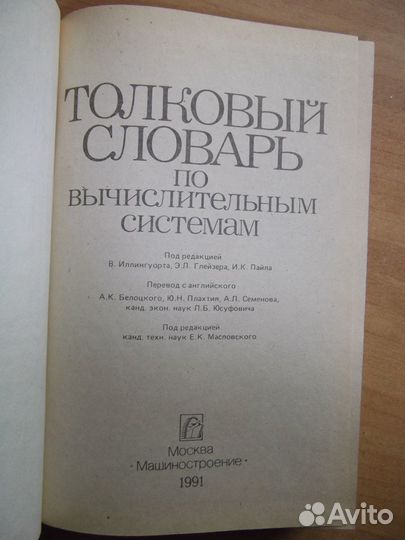 ТОЛКОВЫЙ
СЛОВАРЬ
ПО
ВЫЧИСЛИТЕЛЬНЫМ
СИСТЕМАМ
Под редакцией
В. Иллингуорта, Э.Л. Глейзера, И.К. Пайла
Перевод с английского
А.К. Белоцкого, Ю.Н. Плахтия, А.Л. Семенова,
канд. экон. наук Л.Б. Юсуфовича
Под редакцией
канд. техн. наук Е.К. Масловского
Москва
·Машиностроение·
1991
Avito